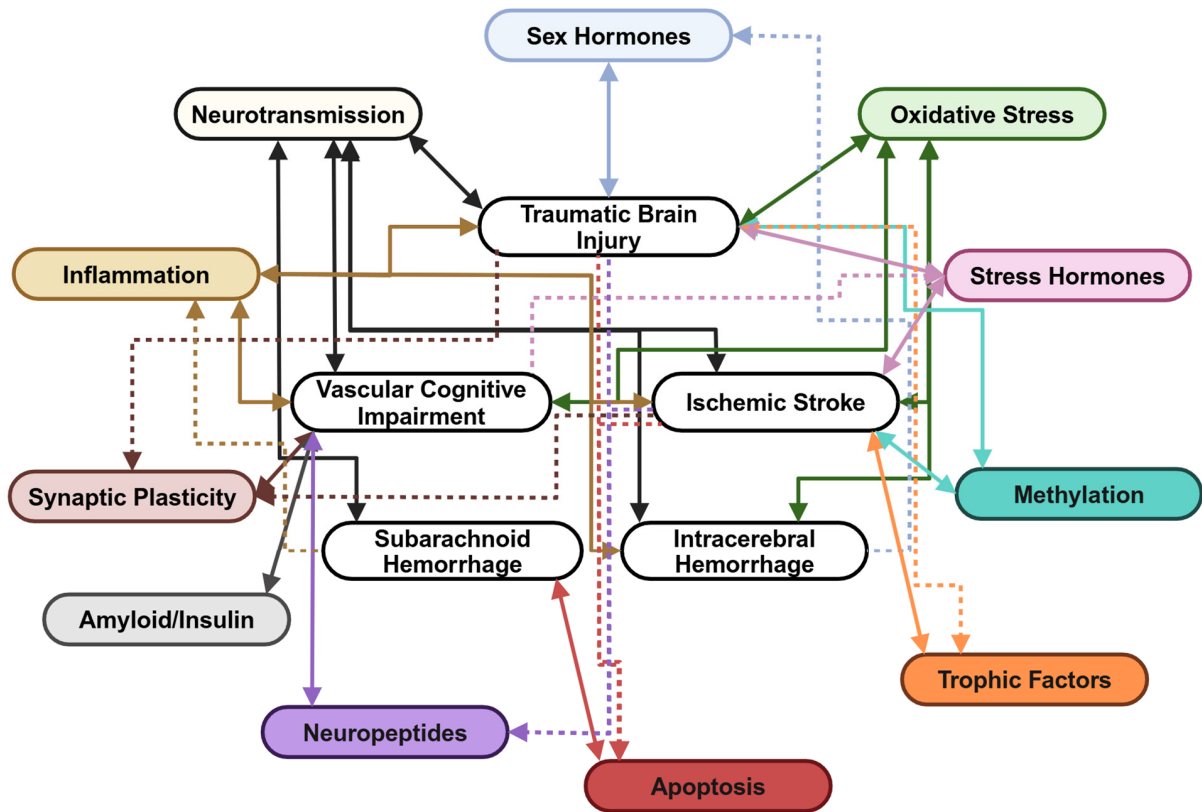 Sex Hormones
Neurotransmission
Oxidative Stress
Traumatic Brain
Injury
Inflammation
Stress Hormones
Vascular Cognitive
Impairment
Ischemic Stroke
Synaptic Plasticity
Methylation
Subarachnoid
Hemorrhage
Intracerebral
Hemorrhage
Amyloid/Insulin
Trophic Factors
Neuropeptides
Apoptosis